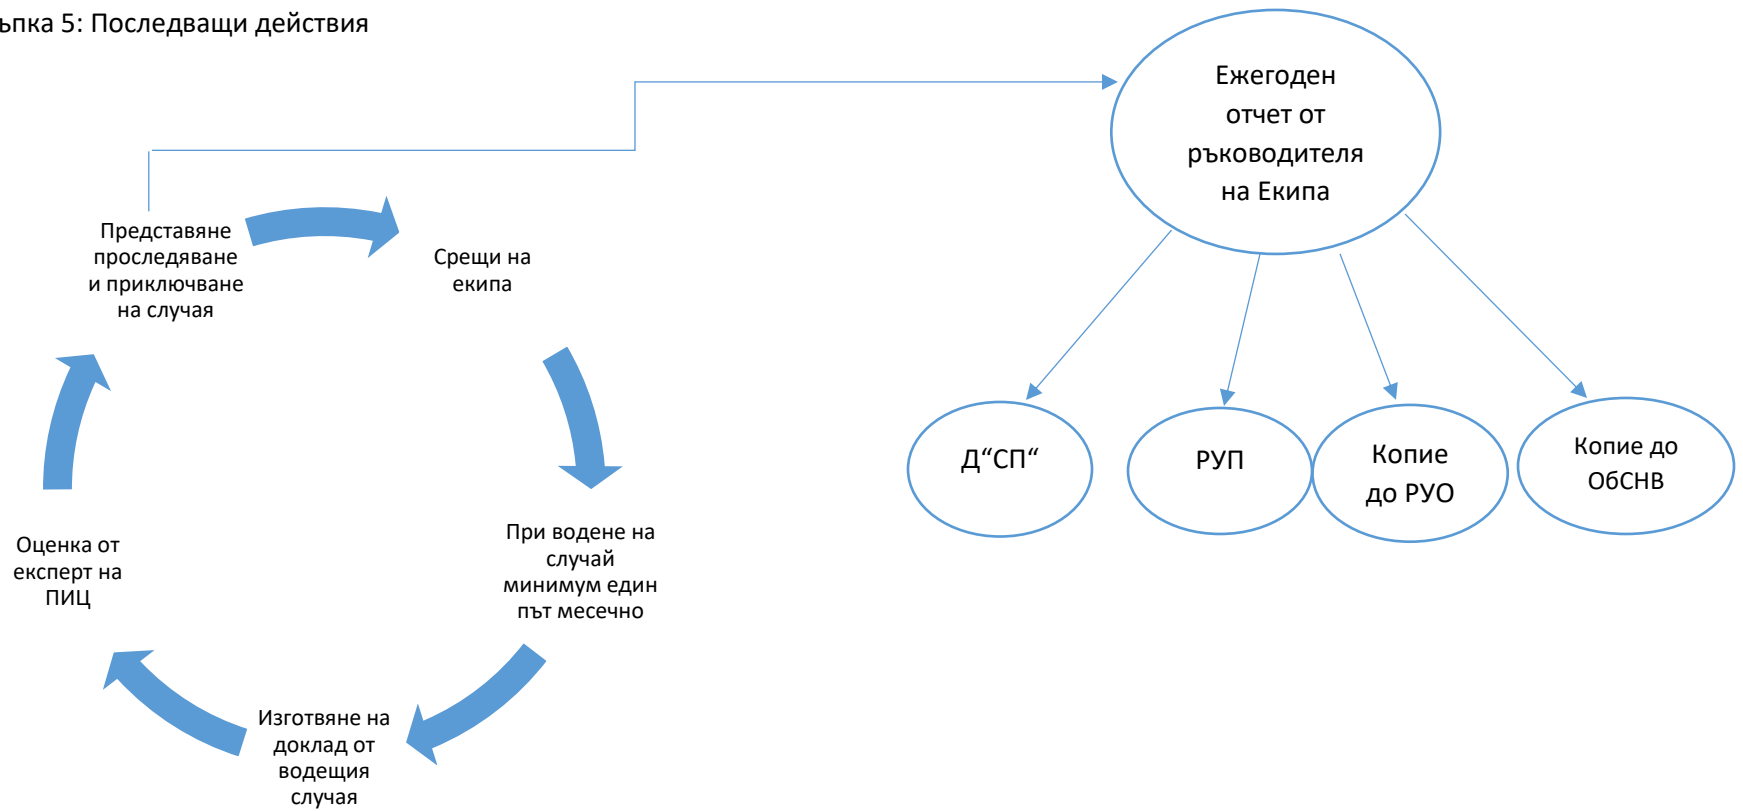 ъпка 5: Последващи действия
Ежегоден
отчет от
ръководителя
на Екипа
Представяне
проследяване
и приключване
на случая
Срещи на
екипа
При водене на
случай
минимум един
път месечно
Изготвяне на
доклад от
водещия
случая
Оценка от
експерт на
ПИЦ
Д“СП“
РУП
Копие
до РУО
Копие до
ОбСНВ